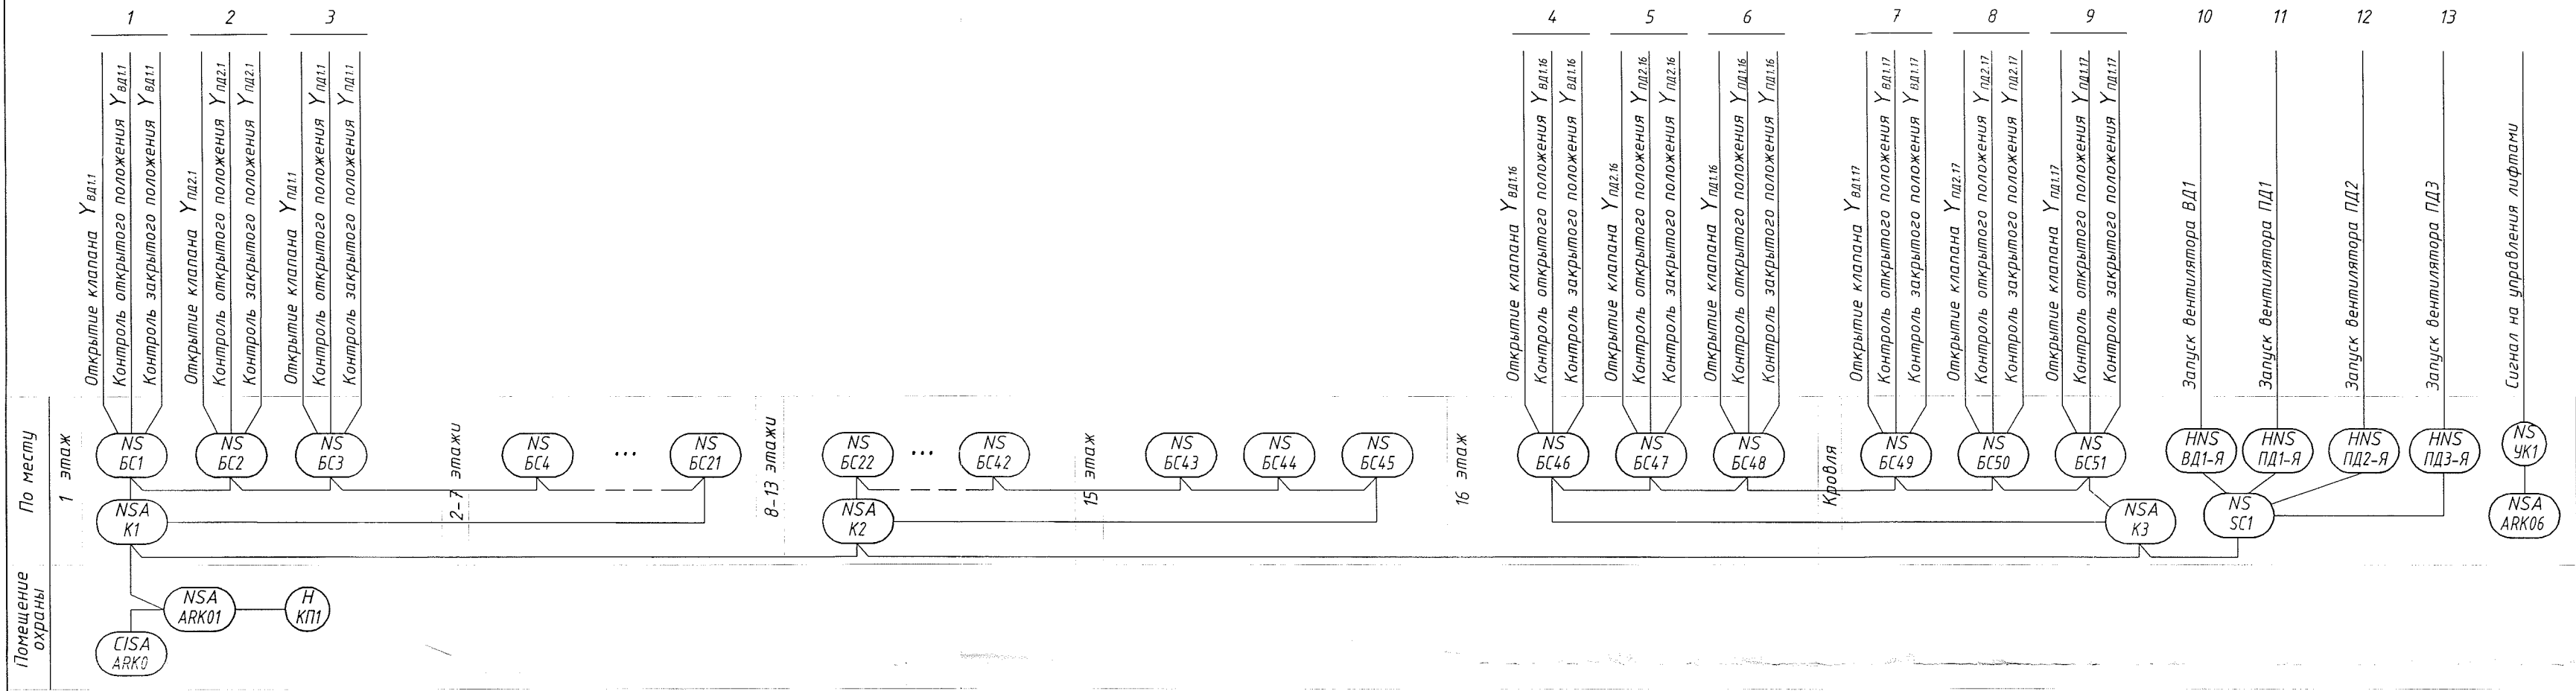 1
2
3
4
5
6
7
8
9
10
11
12
13
Открытие клапана YВД1.1
Контроль открытого положения YВД1.1
Контроль закрытого положения YВД1.1
Открытие клапана YПД2.1
Контроль открытого положения YПД2.1
Контроль закрытого положения YПД2.1
Открытие клапана YПД1.1
Контроль открытого положения YПД1.1
Контроль закрытого положения YПД1.1
Открытие клапана YВД1.16
Контроль открытого положения YВД1.16
Контроль закрытого положения YВД1.16
Открытие клапана YПД2.16
Контроль открытого положения YПД2.16
Контроль закрытого положения YПД2.16
Открытие клапана YПД1.16
Контроль открытого положения YПД1.16
Контроль закрытого положения YПД1.16
Открытие клапана YВД1.17
Контроль открытого положения YВД1.17
Контроль закрытого положения YВД1.17
Открытие клапана YПД2.17
Контроль открытого положения YПД2.17
Контроль закрытого положения YПД2.17
Открытие клапана YПД1.17
Контроль открытого положения YПД1.17
Контроль закрытого положения YПД1.17
Запуск вентилятора ВД1
Запуск вентилятора ПД1
Запуск вентилятора ПД2
Запуск вентилятора ПД3
Сигнал на управления лифтами
По месту
1 этаж
NS
БС1
NS
БС2
NS
БС3
2-7 этажи
NS
БС4
...
NS
БС21
8-13 этажи
NS
БС22
...
NS
БС42
15 этаж
NS
БС43
NS
БС44
NS
БС45
16 этаж
NS
БС46
NS
БС47
NS
БС48
Кровля
NS
БС49
NS
БС50
NS
БС51
HNS
ВД1-Я
HNS
ПД1-Я
HNS
ПД2-Я
HNS
ПД3-Я
NS
УК1
NSA
K1
NSA
K2
NSA
K3
NS
SC1
NSA
ARK06
Помещение
охраны
NSA
ARK01
H
КП1
CISA
ARK0